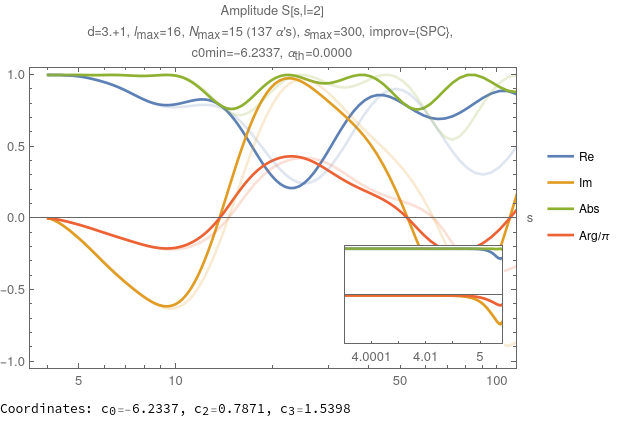 Amplitude S[s,l=2]
d=3.+1, lmax=16, Nmax=15 (137 α's), smax=300, improv={SPC},
c0min=-6.2337, αth=0.0000
1.0
0.5
0.0
-0.5
-1.0
s
Re
Im
Abs
Arg/π
4.0001 4.01 5
5 10 50 100
Coordinates: c0=-6.2337, c2=0.7871, c3=1.5398